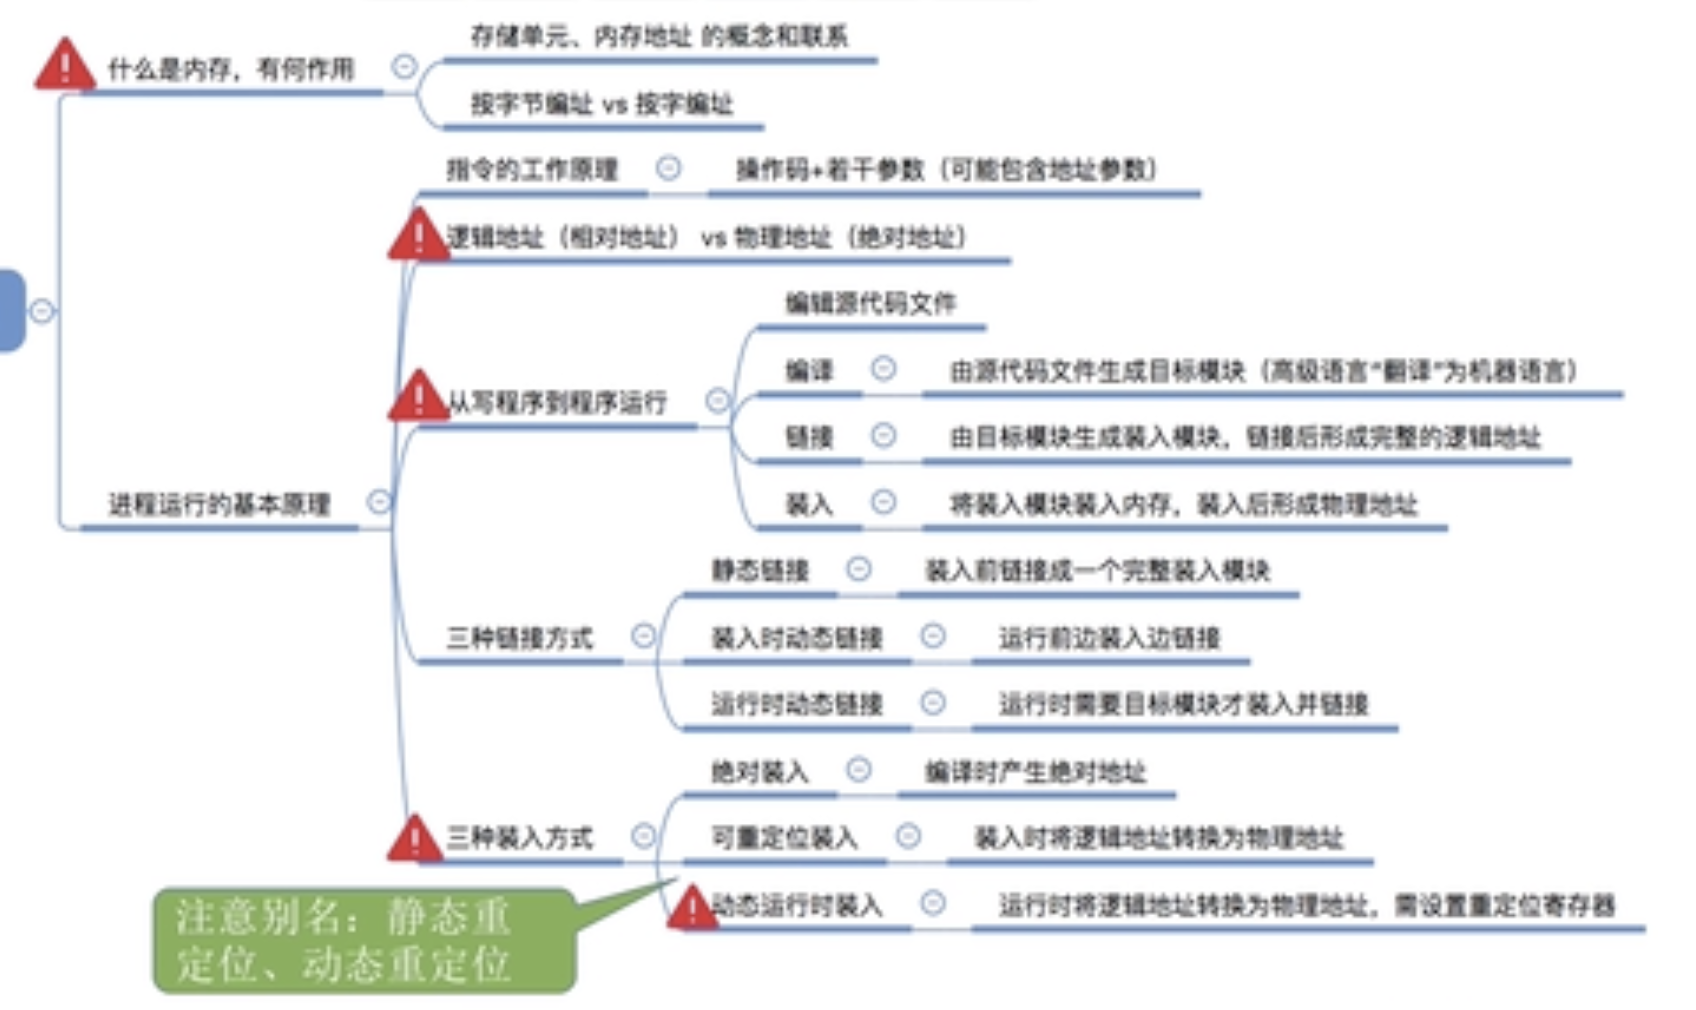 存储单元、内存地址 的概念和联系
什么是内存，有何作用
按字节编址 vs 按字编址
指令的工作原理
操作码+若干参数（可能包含地址参数）
逻辑地址（相对地址） vs 物理地址（绝对地址）
编辑源代码文件
编译
由源代码文件生成目标模块（高级语言“翻译”为机器语言）
从写程序到程序运行
链接
由目标模块生成装入模块，链接后形成完整的逻辑地址
装入
将装入模块装入内存，装入后形成物理地址
进程运行的基本原理
静态链接
装入前链接成一个完整装入模块
三种链接方式
装入时动态链接
运行前边装入边链接
运行时动态链接
运行时需要目标模块才装入并链接
绝对装入
编译时产生绝对地址
三种装入方式
可重定位装入
装入时将逻辑地址转换为物理地址
动态运行时装入
运行时将逻辑地址转换为物理地址，需设置重定位寄存器
注意别名：静态重
定位、动态重定位